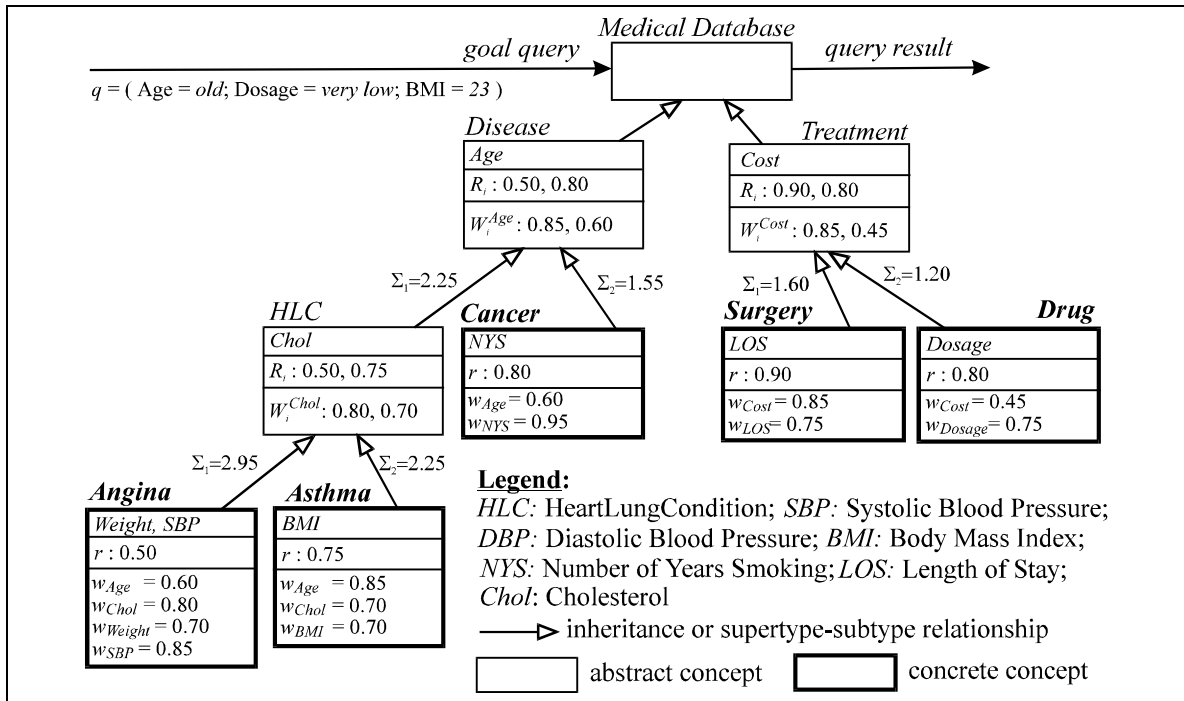 Medical Database
goal query
query result
q = ( Age = old; Dosage = very low; BMI = 23 )
Disease
Age
Rᵢ : 0.50, 0.80
Wᵢ^Age : 0.85, 0.60
Treatment
Cost
Rᵢ : 0.90, 0.80
Wᵢ^Cost : 0.85, 0.45
Σ₁=2.25
Σ₂=1.55
Σ₁=1.60
Σ₂=1.20
HLC
Chol
Rᵢ : 0.50, 0.75
Wᵢ^Chol : 0.80, 0.70
Cancer
NYS
r : 0.80
w_Age = 0.60
w_NYS = 0.95
Surgery
LOS
r : 0.90
w_Cost = 0.85
w_LOS = 0.75
Drug
Dosage
r : 0.80
w_Cost = 0.45
w_Dosage = 0.75
Σ₁=2.95
Σ₂=2.25
Angina
Weight, SBP
r : 0.50
w_Age = 0.60
w_Chol = 0.80
w_Weight = 0.70
w_SBP = 0.85
Asthma
BMI
r : 0.75
w_Age = 0.85
w_Chol = 0.70
w_BMI = 0.70
Legend:
HLC: HeartLungCondition; SBP: Systolic Blood Pressure;
DBP: Diastolic Blood Pressure; BMI: Body Mass Index;
NYS: Number of Years Smoking; LOS: Length of Stay;
Chol: Cholesterol
inheritance or supertype-subtype relationship
abstract concept
concrete concept